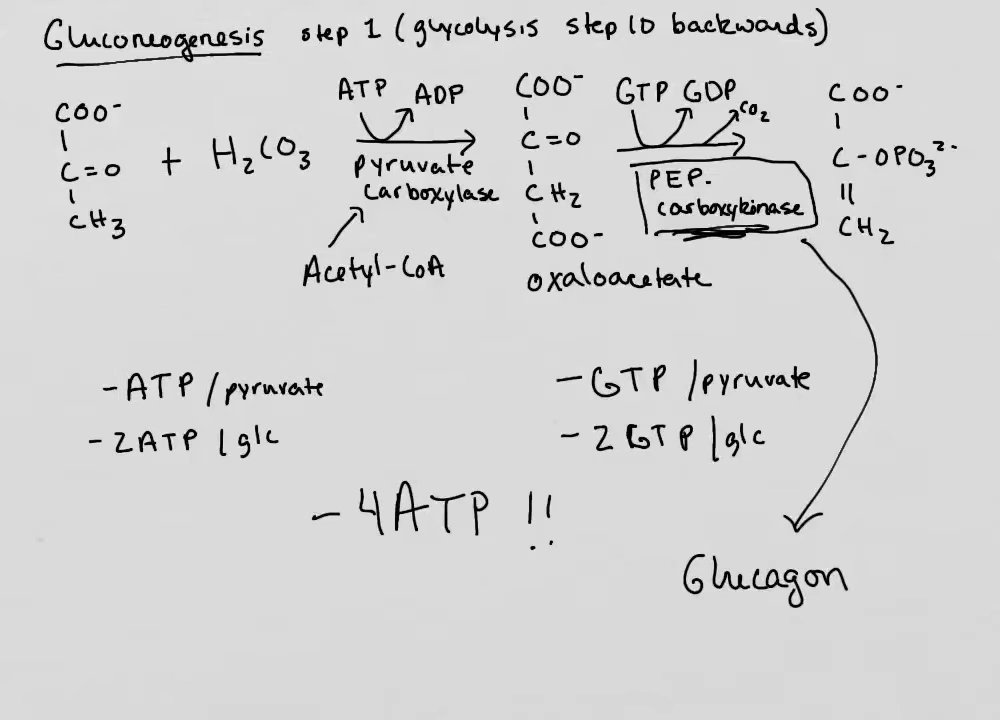 Gluconeogenesis step 1 (glycolysis step 10 backwards)
COO⁻
C=O
CH3
+ H2CO3
ATP ADP
pyruvate
carboxylase
Acetyl-CoA
COO⁻
C=O
CH2
COO⁻
oxaloacetate
GTP GDP
CO2
PEP.
carboxykinase
COO⁻
C-OPO3²⁻
CH2
-ATP/pyruvate
-2ATP/glc
-GTP/pyruvate
-2GTP/glc
-4ATP !!
Glucagon